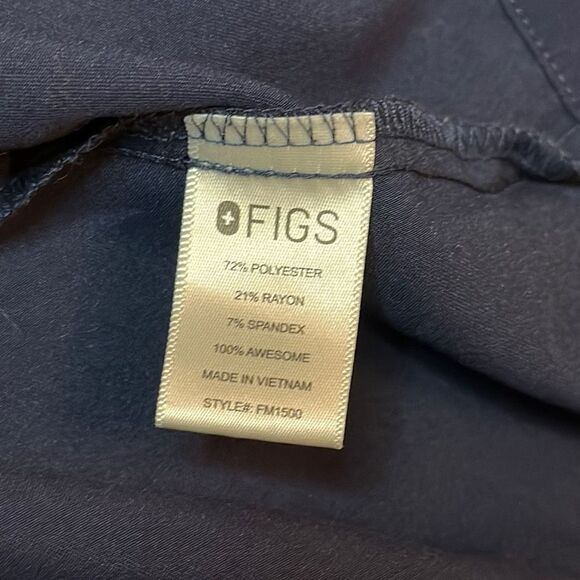 FIGS
72% POLYESTER
21% RAYON
7% SPANDEX
100% AWESOME
MADE IN VIETNAM
STYLE#: FM1500